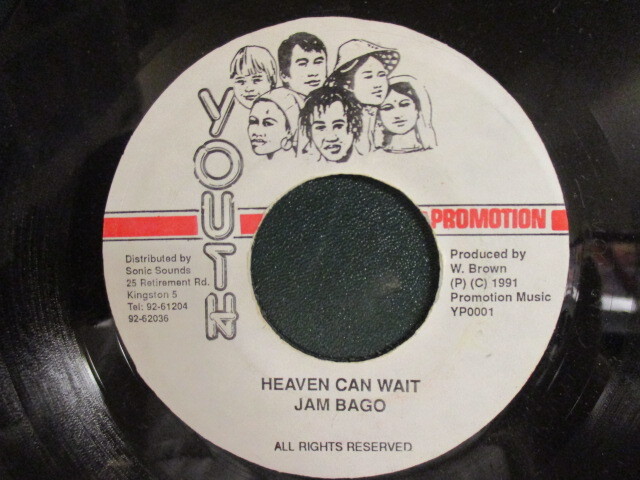 YOUTH
PROMOTION
Distributed by
Sonic Sounds
25 Retirement Rd.
Kingston 5
Tel: 92-61204
92-62036
Produced by
W. Brown
(P) (C) 1991
Promotion Music
YP0001
HEAVEN CAN WAIT
JAM BAGO
ALL RIGHTS RESERVED